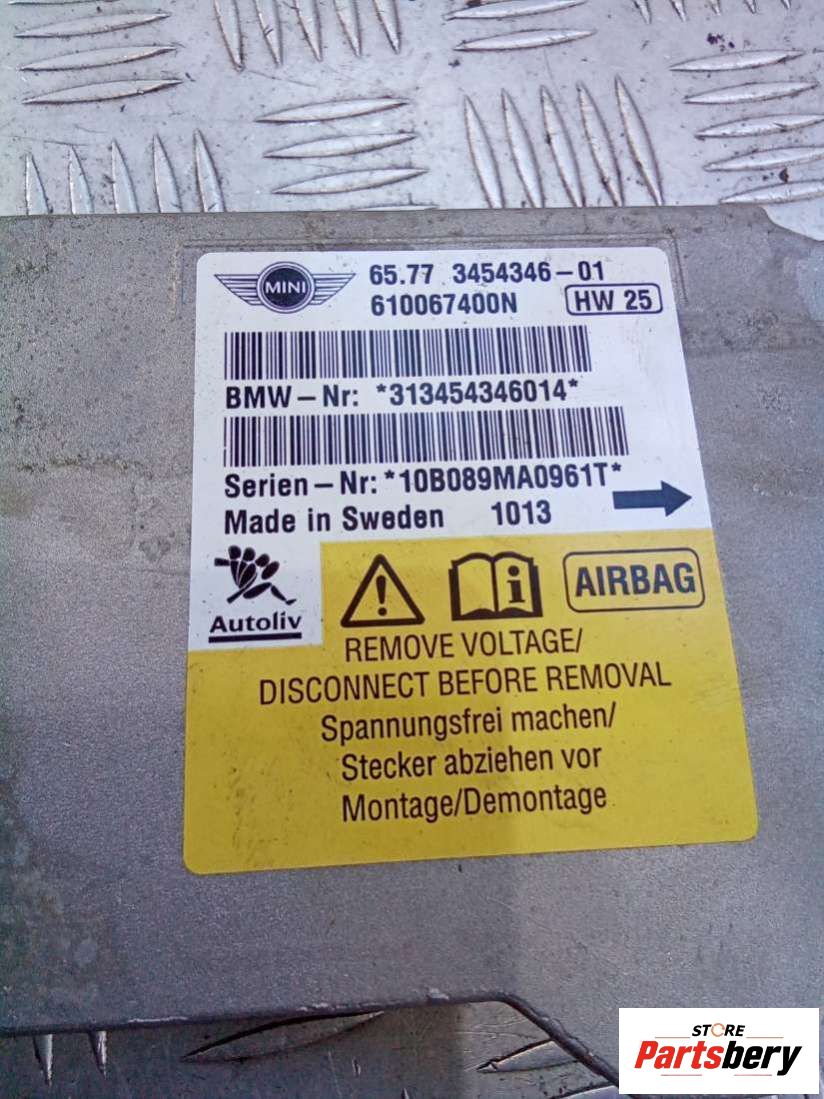 MINI
65.77 3454346-01
610067400N HW 25
BMW-Nr: *313454346014*
Serien-Nr: *10B089MA0961T*
Made in Sweden 1013
Autoliv
AIRBAG
REMOVE VOLTAGE/
DISCONNECT BEFORE REMOVAL
Spannungsfrei machen/
Stecker abziehen vor
Montage/Demontage
STORE
Partsbery